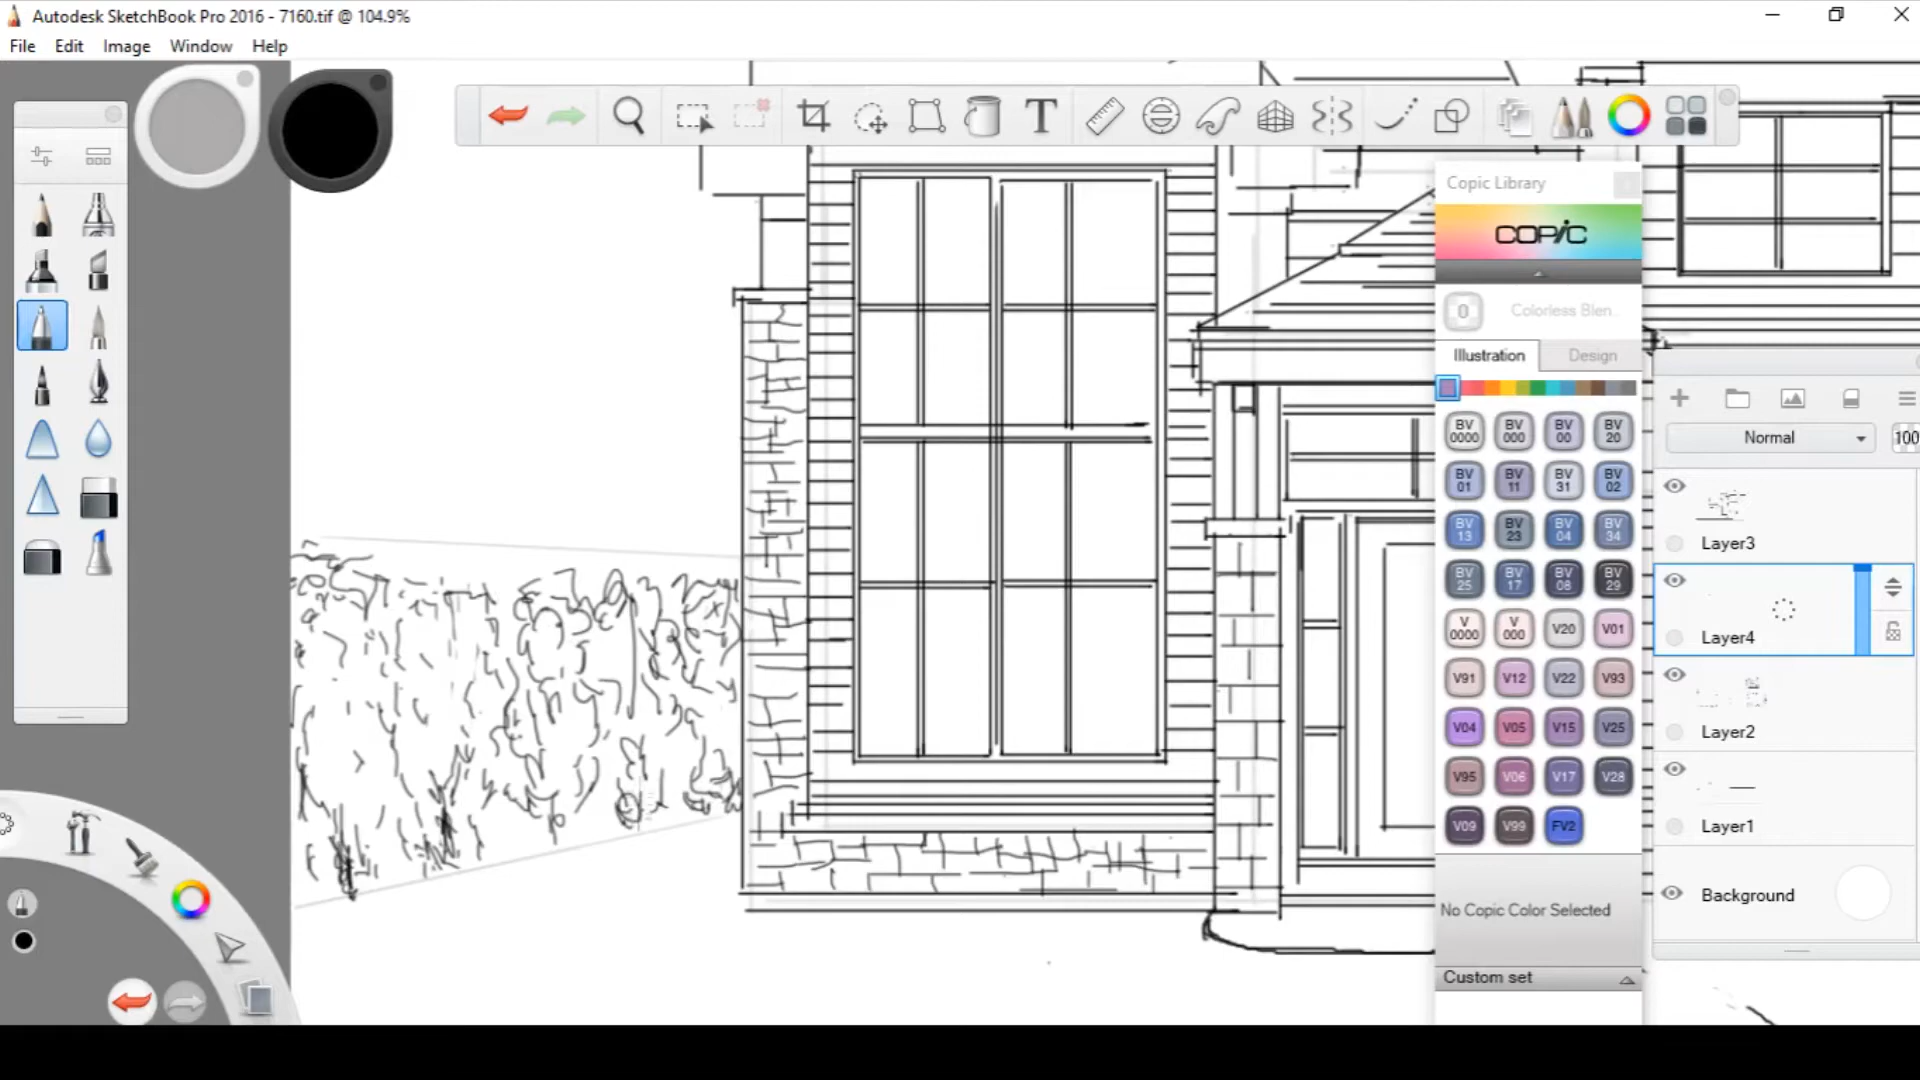 Autodesk SketchBook Pro 2016 - 7160.tif @ 104.9%
File Edit Image Window Help
T
Copic Library
COPIC
0 Colorless Blen..
Illustration Design
BV 0000 BV 000 BV 00 BV 20
BV 01 BV 11 BV 31 BV 02
BV 13 BV 23 BV 04 BV 34
BV 25 BV 17 BV 08 BV 29
V 0000 V 000 V20 V01
V91 V12 V22 V93
V04 V05 V15 V25
V95 V06 V17 V28
V09 V99 FV2
No Copic Color Selected
Custom set
Normal 100
Layer3
Layer4
Layer2
Layer1
Background